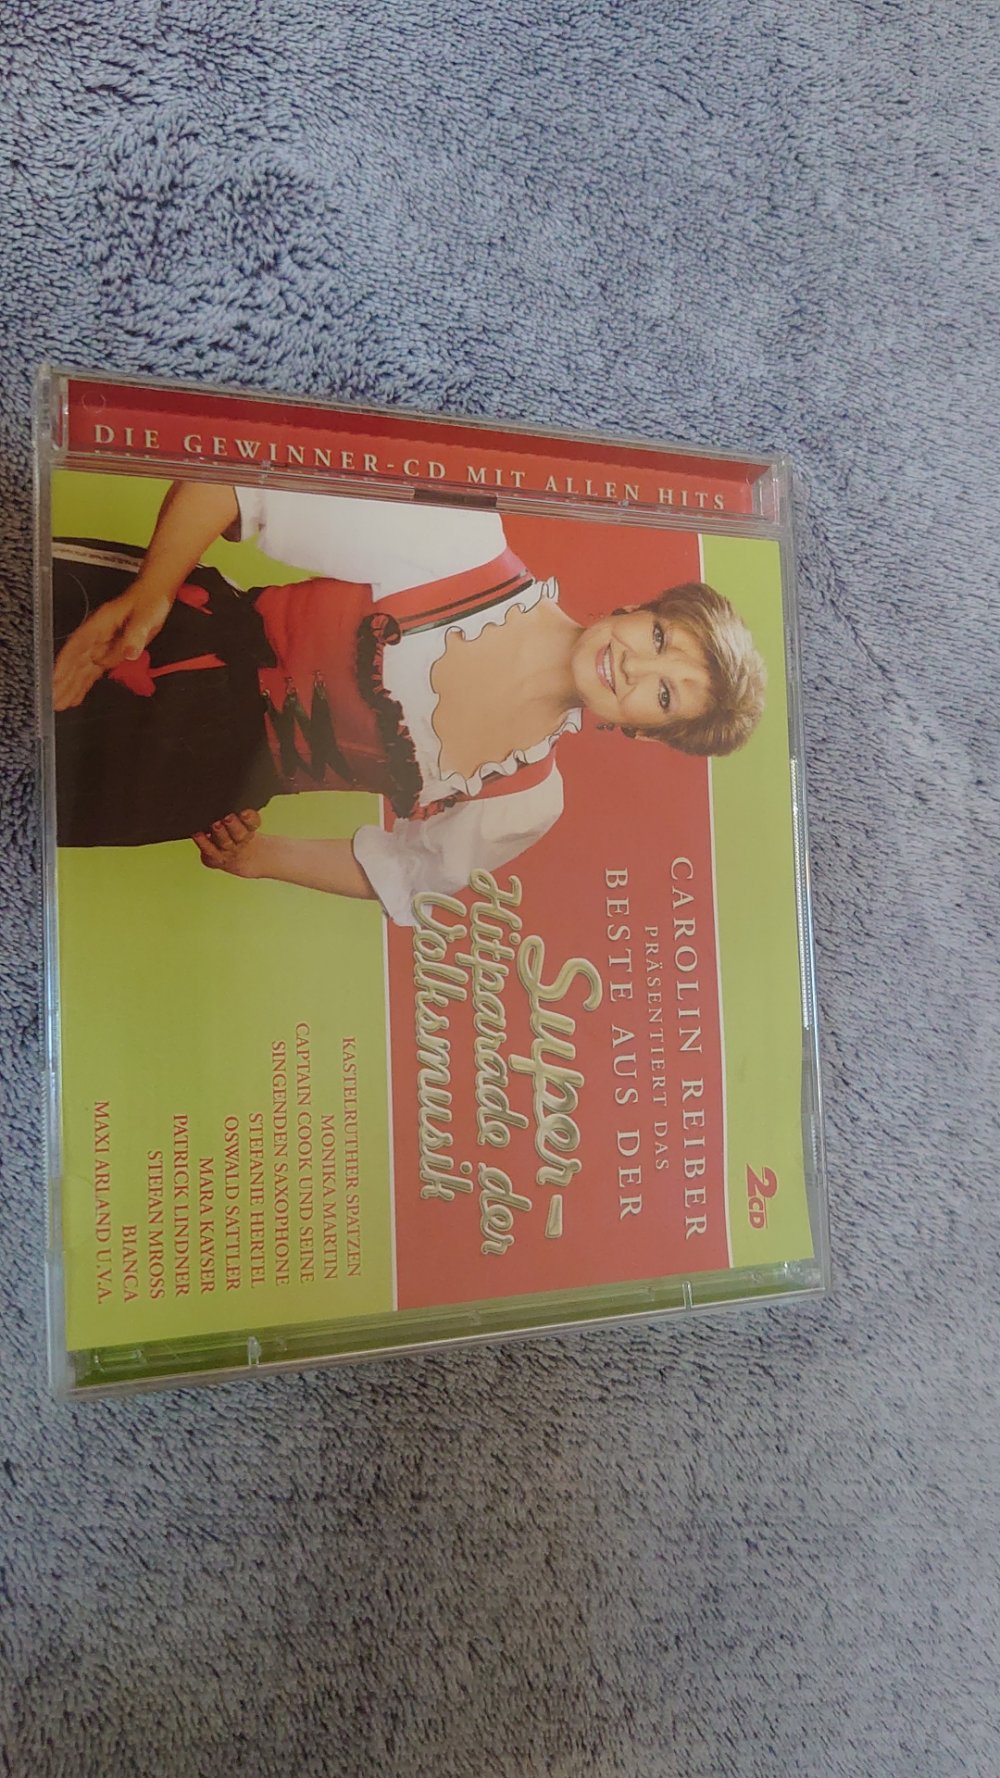 DIE GEWINNER-CD MIT ALLEN HITS
2CD
CAROLIN REIBER
PRÄSENTIERT DAS
BESTE AUS DER
Super-
Hitparade der
Volksmusik
KASTELRUTHER SPATZEN
MONIKA MARTIN
CAPTAIN COOK UND SEINE
SINGENDEN SAXOPHONE
STEFANIE HERTEL
OSWALD SATTLER
MARA KAYSER
PATRICK LINDNER
STEFAN MROSS
BIANCA
MAXI ARLAND U.V.A.